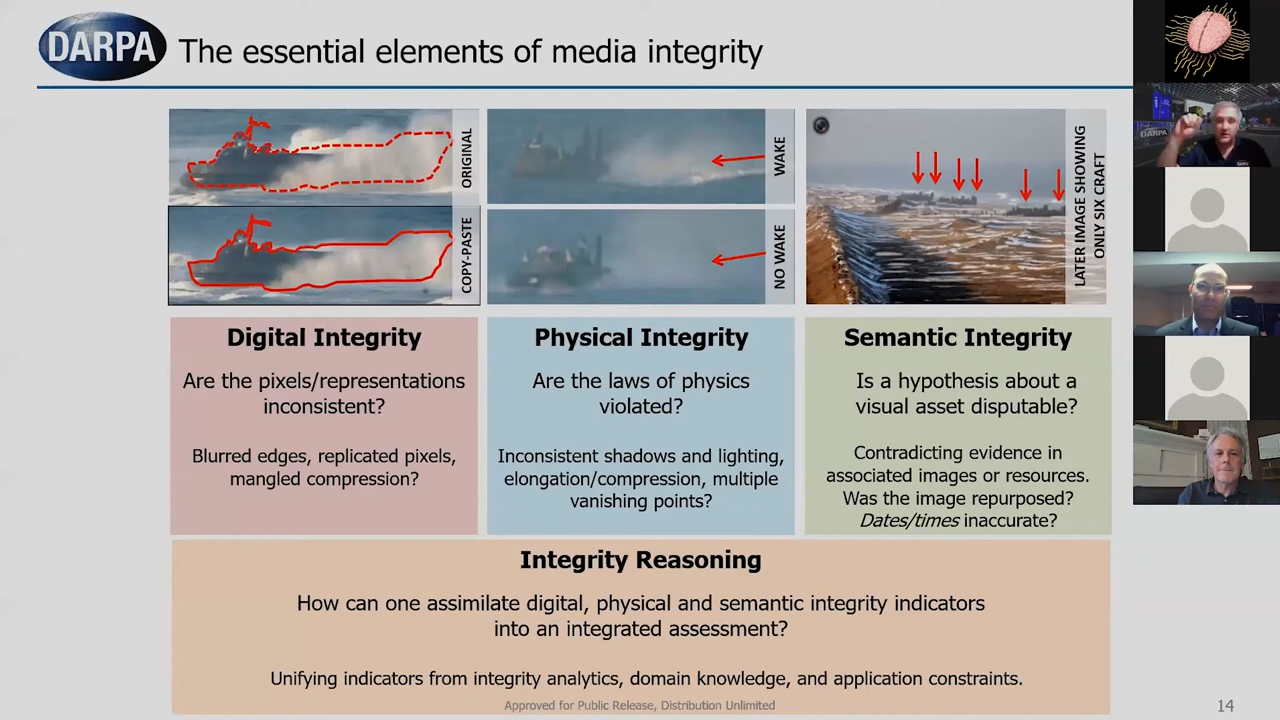 DARPA
The essential elements of media integrity
ORIGINAL
COPY-PASTE
WAKE
NO WAKE
LATER IMAGE SHOWING
ONLY SIX CRAFT
Digital Integrity
Are the pixels/representations
inconsistent?
Blurred edges, replicated pixels,
mangled compression?
Physical Integrity
Are the laws of physics
violated?
Inconsistent shadows and lighting,
elongation/compression, multiple
vanishing points?
Semantic Integrity
Is a hypothesis about a
visual asset disputable?
Contradicting evidence in
associated images or resources.
Was the image repurposed?
Dates/times inaccurate?
Integrity Reasoning
How can one assimilate digital, physical and semantic integrity indicators
into an integrated assessment?
Unifying indicators from integrity analytics, domain knowledge, and application constraints.
Approved for Public Release, Distribution Unlimited
14
DARPA